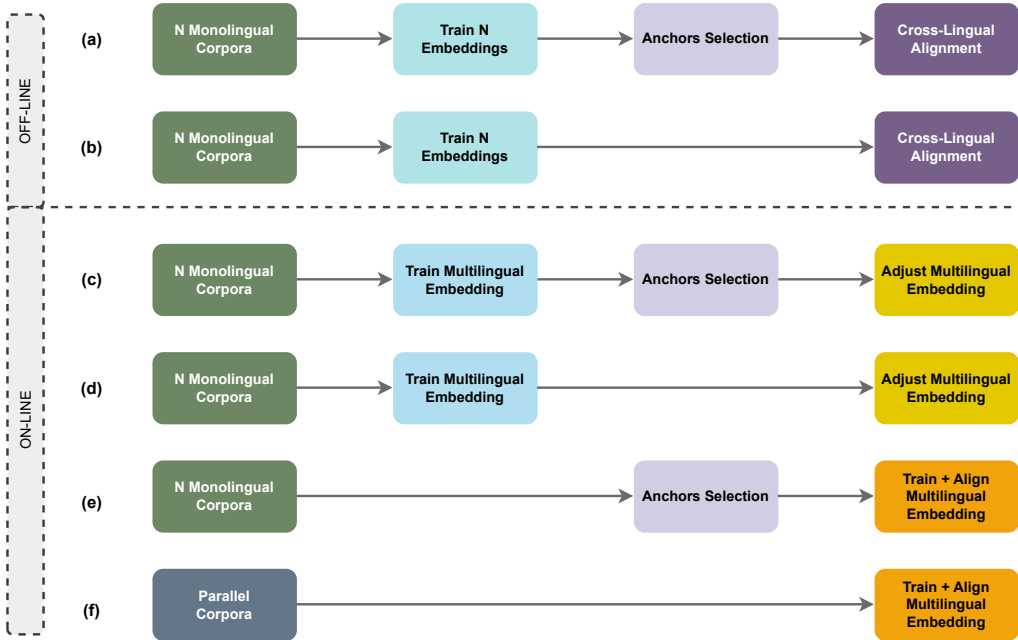 OFF-LINE
(a)
N Monolingual
Corpora
Train N
Embeddings
Anchors Selection
Cross-Lingual
Alignment
(b)
N Monolingual
Corpora
Train N
Embeddings
Cross-Lingual
Alignment
ON-LINE
(c)
N Monolingual
Corpora
Train Multilingual
Embedding
Anchors Selection
Adjust Multilingual
Embedding
(d)
N Monolingual
Corpora
Train Multilingual
Embedding
Adjust Multilingual
Embedding
(e)
N Monolingual
Corpora
Anchors Selection
Train + Align
Multilingual
Embedding
(f)
Parallel
Corpora
Train + Align
Multilingual
Embedding